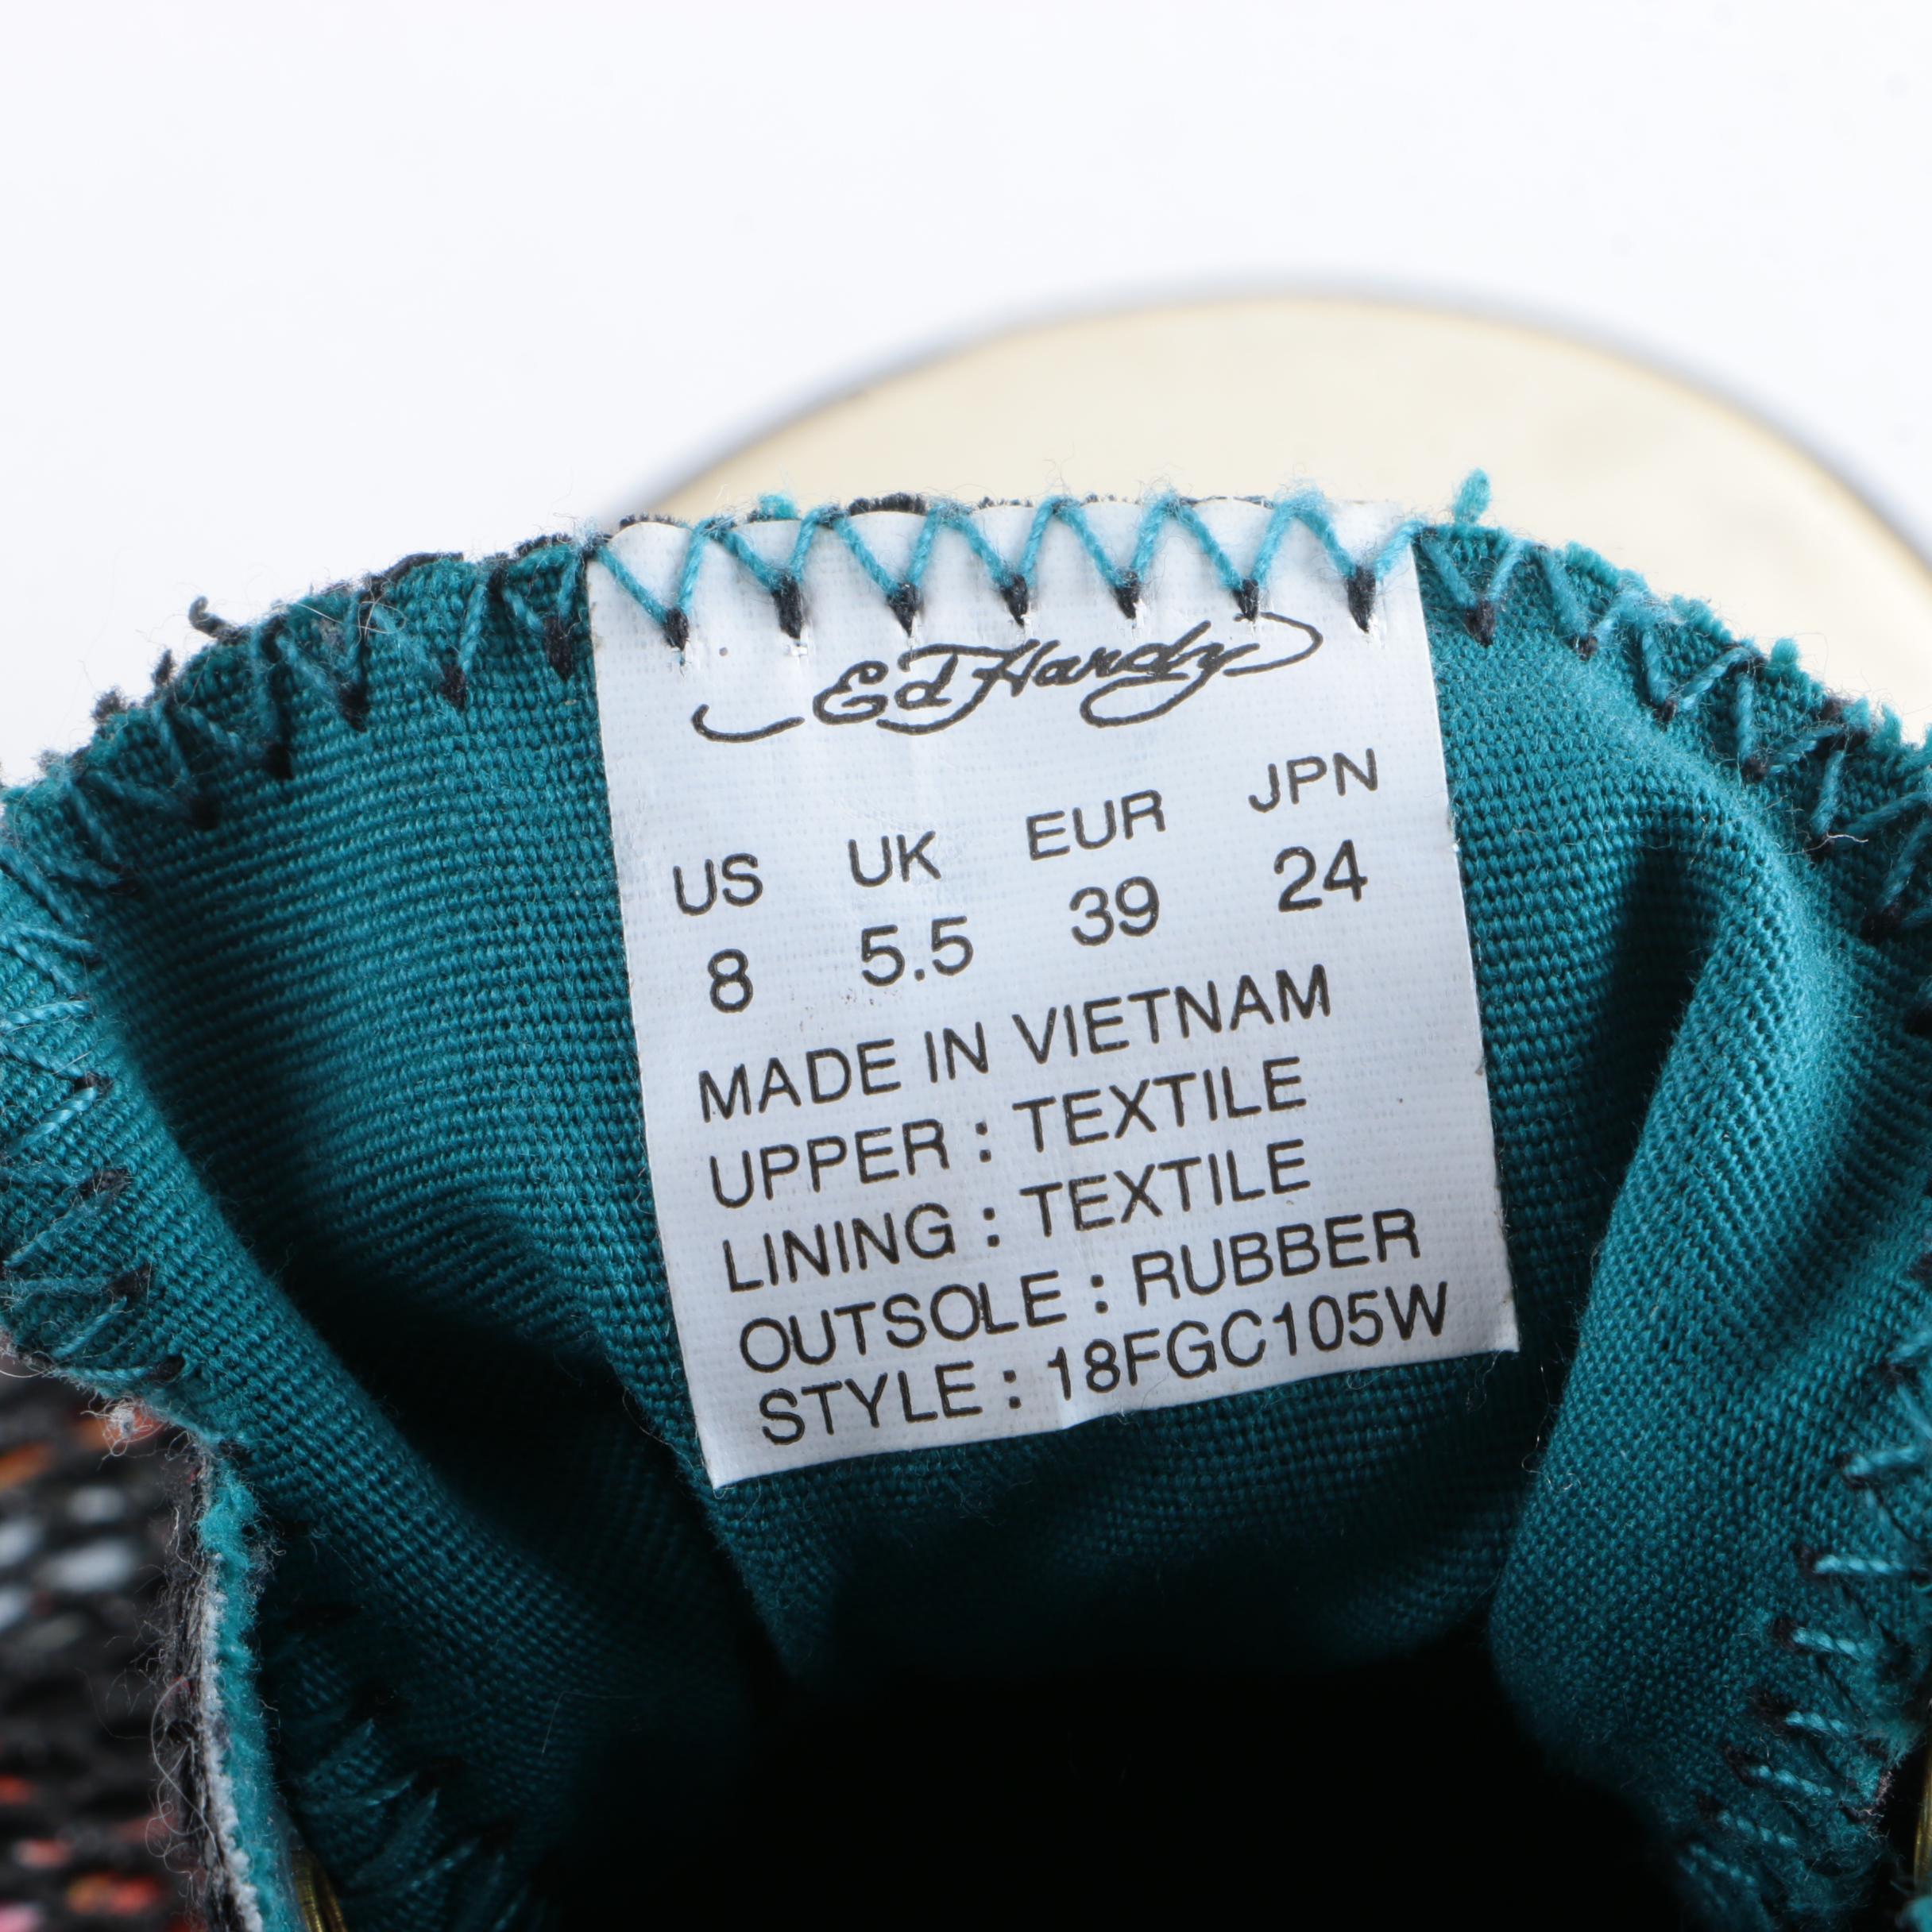 Ed Hardy
US UK EUR JPN
8 5.5 39 24
MADE IN VIETNAM
UPPER : TEXTILE
LINING : TEXTILE
OUTSOLE : RUBBER
STYLE : 18FGC105W